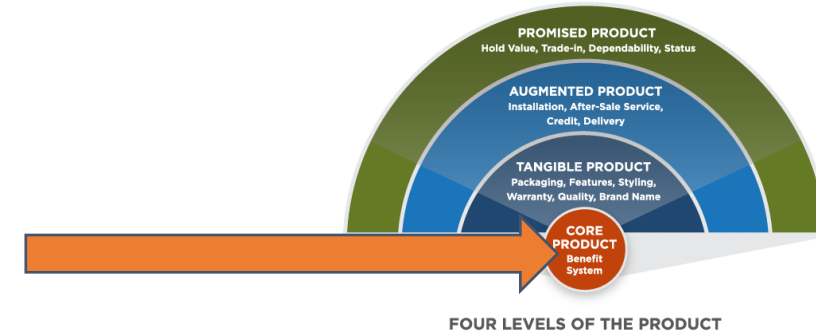 PROMISED PRODUCT
Hold Value, Trade-in, Dependability, Status
AUGMENTED PRODUCT
Installation, After-Sale Service,
Credit, Delivery
TANGIBLE PRODUCT
Packaging, Features, Styling,
Warranty, Quality, Brand Name
CORE
PRODUCT
Benefit
System
FOUR LEVELS OF THE PRODUCT